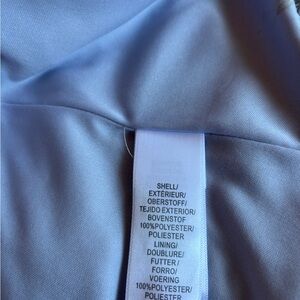 SHELL/
EXTÉRIEUR/
OBERSTOFF/
TEJIDO EXTERIOR/
BOVENSTOF
100%POLYESTER/
POLIESTER
LINING/
DOUBLURE/
FUTTER/
FORRO/
VOERING
100%POLYESTER/
POLIESTER